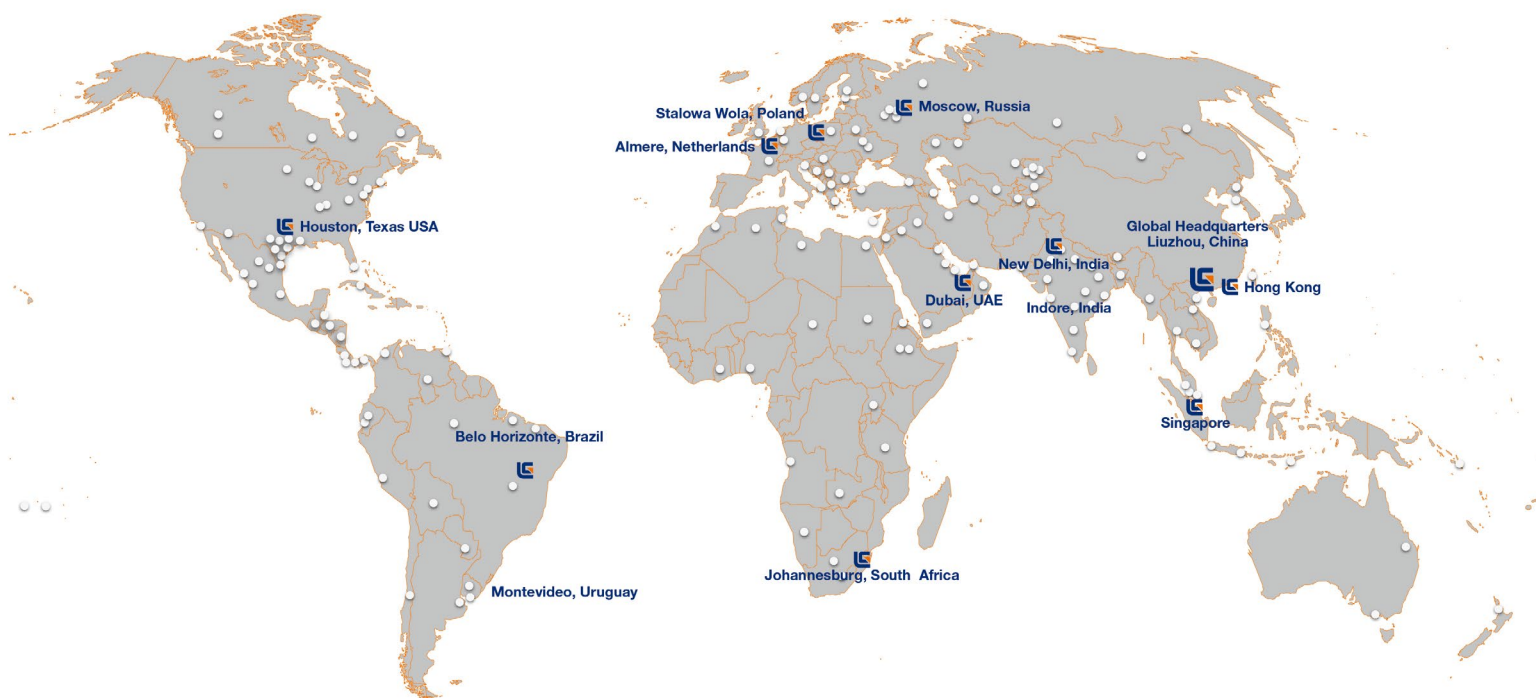 Moscow, Russia
Stalowa Wola, Poland
Almere, Netherlands
Houston, Texas USA
Global Headquarters
Liuzhou, China
New Delhi, India
Hong Kong
Dubai, UAE
Indore, India
Singapore
Belo Horizonte, Brazil
Johannesburg, South Africa
Montevideo, Uruguay